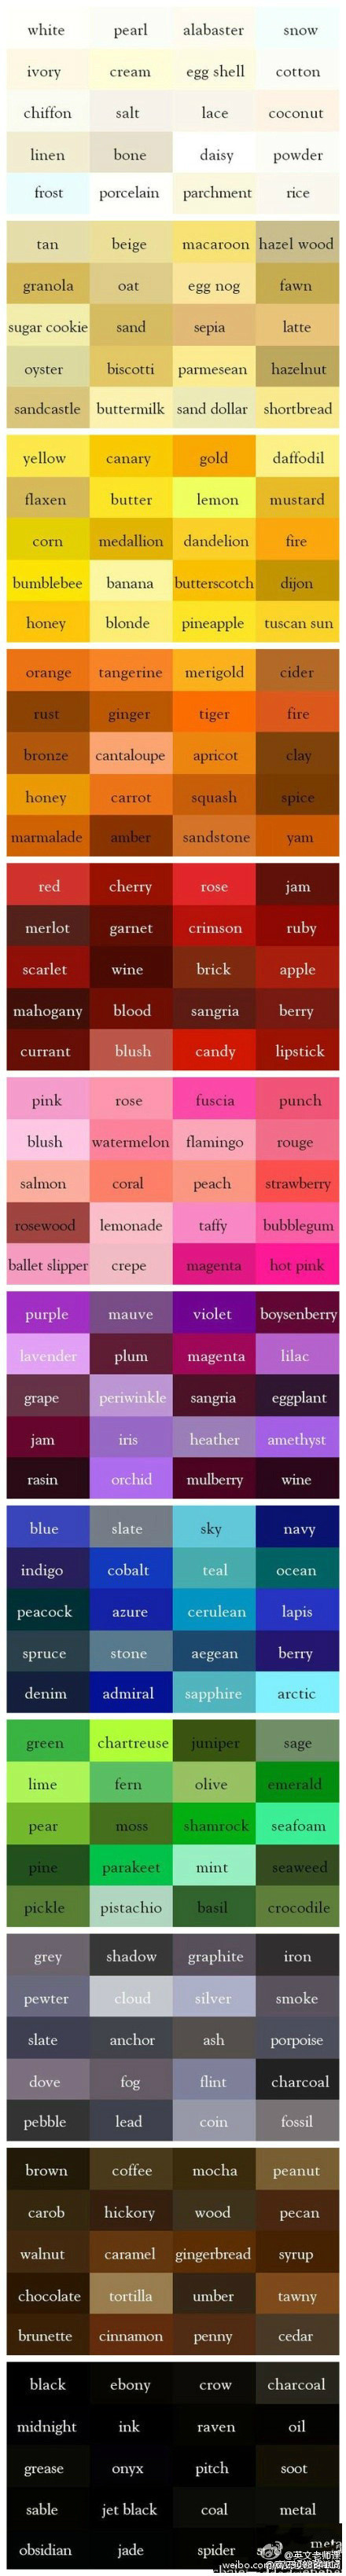 white pearl alabaster snow
ivory cream egg shell cotton
chiffon salt lace coconut
linen bone daisy powder
frost porcelain parchment rice
tan beige macaroon hazel wood
granola oat egg nog fawn
sugar cookie sand sepia latte
oyster biscotti parmesean hazelnut
sandcastle buttermilk sand dollar shortbread
yellow canary gold daffodil
flaxen butter lemon mustard
corn medallion dandelion fire
bumblebee banana butterscotch dijon
honey blonde pineapple tuscan sun
orange tangerine merigold cider
rust ginger tiger fire
bronze cantaloupe apricot clay
honey carrot squash spice
marmalade amber sandstone yam
red cherry rose jam
merlot garnet crimson ruby
scarlet wine brick apple
mahogany blood sangria berry
currant blush candy lipstick
pink rose fuscia punch
blush watermelon flamingo rouge
salmon coral peach strawberry
rosewood lemonade taffy bubblegum
ballet slipper crepe magenta hot pink
purple mauve violet boysenberry
lavender plum magenta lilac
grape periwinkle sangria eggplant
jam iris heather amethyst
rasin orchid mulberry wine
blue slate sky navy
indigo cobalt teal ocean
peacock azure cerulean lapis
spruce stone aegean berry
denim admiral sapphire arctic
green chartreuse juniper sage
lime fern olive emerald
pear moss shamrock seafoam
pine parakeet mint seaweed
pickle pistachio basil crocodile
grey shadow graphite iron
pewter cloud silver smoke
slate anchor ash porpoise
dove fog flint charcoal
pebble lead coin fossil
brown coffee mocha peanut
carob hickory wood pecan
walnut caramel gingerbread syrup
chocolate tortilla umber tawny
brunette cinnamon penny cedar
black ebony crow charcoal
midnight ink raven oil
grease onyx pitch soot
sable jet black coal metal
obsidian jade spider